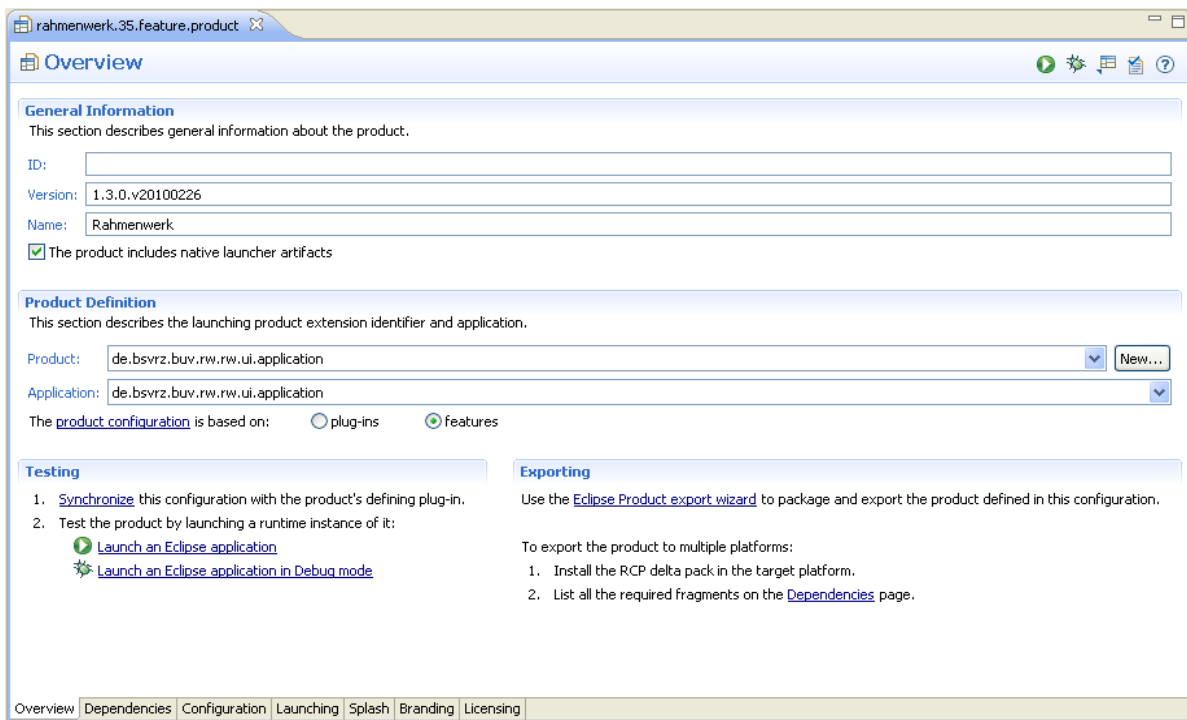 rahmenwerk.35.feature.product
Overview
General Information
This section describes general information about the product.
ID:
Version: 1.3.0.v20100226
Name: Rahmenwerk
The product includes native launcher artifacts
Product Definition
This section describes the launching product extension identifier and application.
Product: de.bsvrz.buv.rw.rw.ui.application New...
Application: de.bsvrz.buv.rw.rw.ui.application
The product configuration is based on: plug-ins features
Testing
1. Synchronize this configuration with the product's defining plug-in.
2. Test the product by launching a runtime instance of it:
Launch an Eclipse application
Launch an Eclipse application in Debug mode
Exporting
Use the Eclipse Product export wizard to package and export the product defined in this configuration.
To export the product to multiple platforms:
1. Install the RCP delta pack in the target platform.
2. List all the required fragments on the Dependencies page.
Overview Dependencies Configuration Launching Splash Branding Licensing